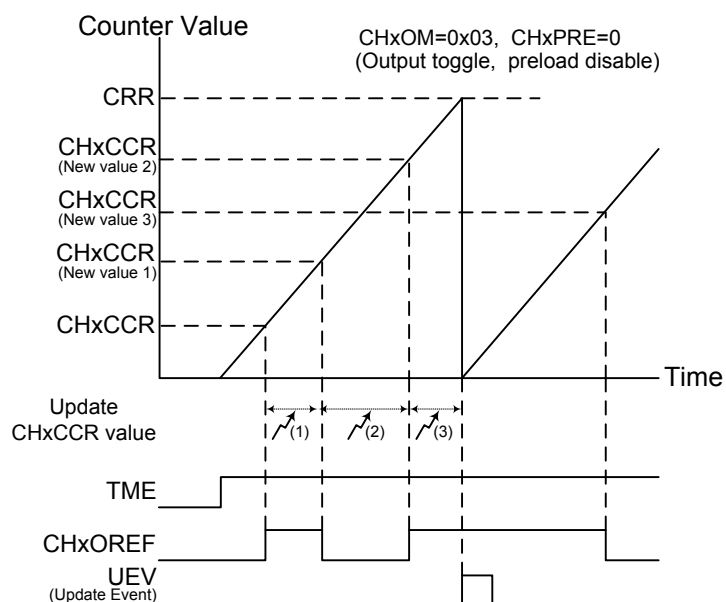 Counter Value
CHxOM=0x03, CHxPRE=0
(Output toggle, preload disable)
CRR
CHxCCR
(New value 2)
CHxCCR
(New value 3)
CHxCCR
(New value 1)
CHxCCR
Time
Update
CHxCCR value
(1)
(2)
(3)
TME
CHxOREF
UEV
(Update Event)